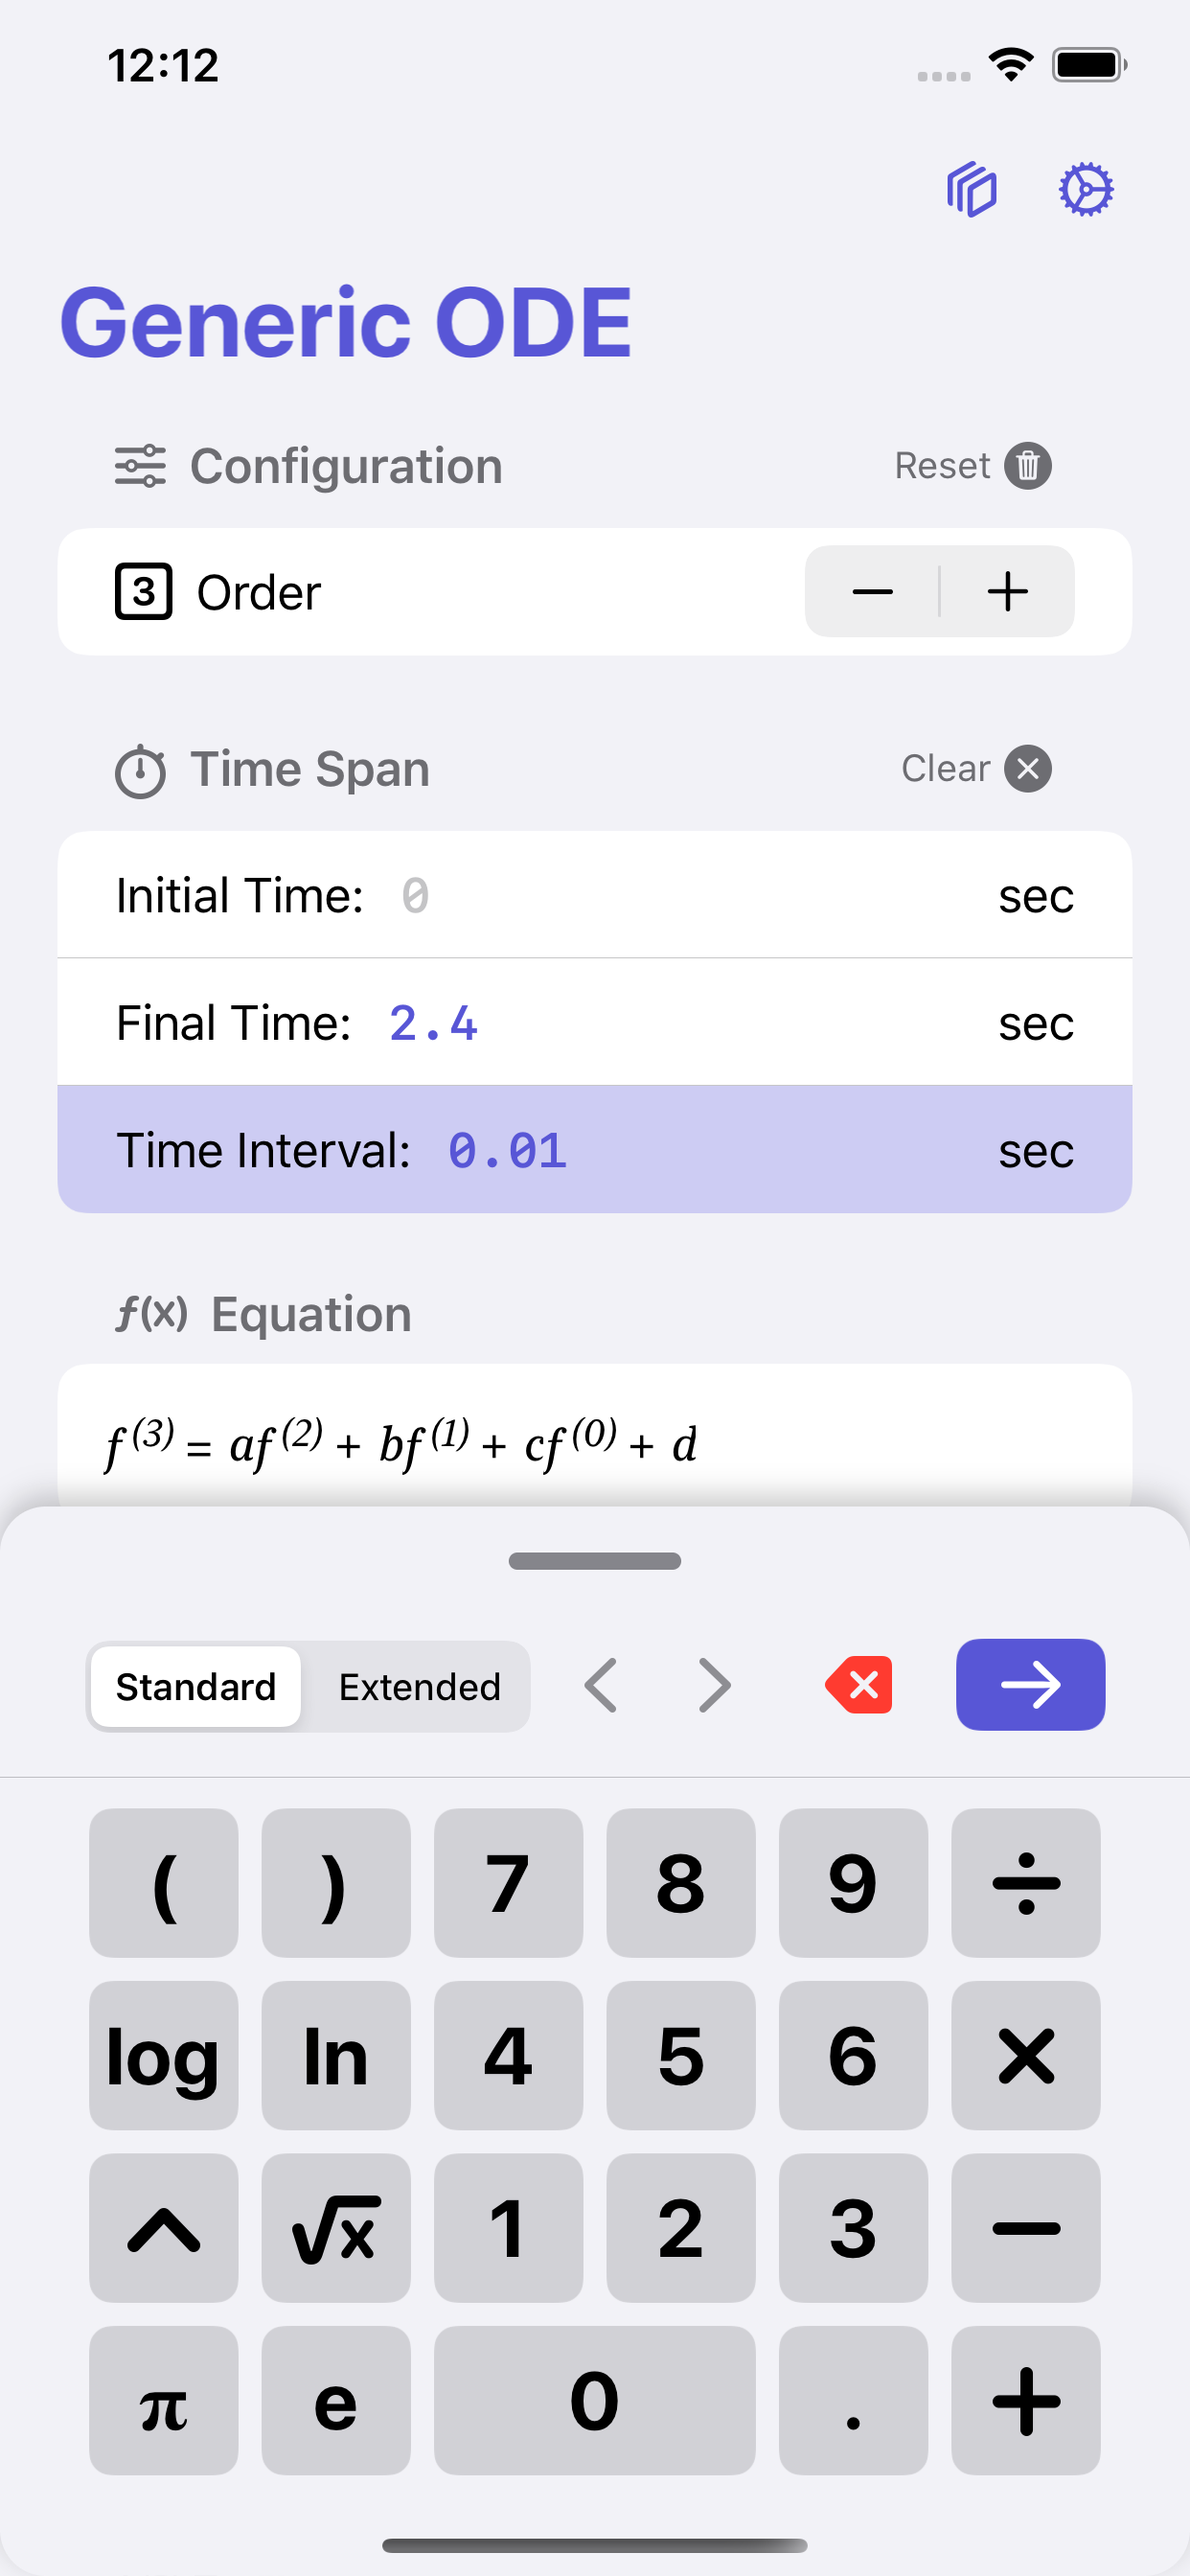 12:12
Generic ODE
Configuration Reset
3 Order − +
Time Span Clear
Initial Time: 0 sec
Final Time: 2.4 sec
Time Interval: 0.01 sec
f(x) Equation
f⁽³⁾ = af⁽²⁾ + bf⁽¹⁾ + cf⁽⁰⁾ + d
Standard Extended
( ) 7 8 9 ÷
log ln 4 5 6 ×
^ √x 1 2 3 −
π e 0 . +